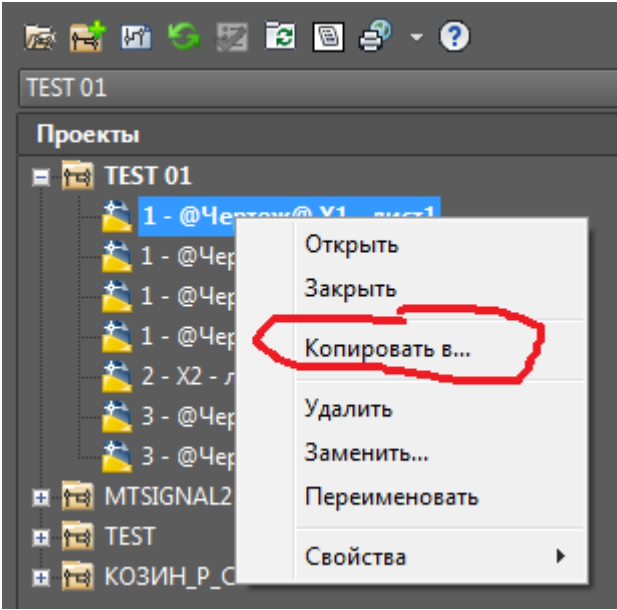 TEST 01
Проекты
TEST 01
1 - @Чертеж@ X1 - лист1
1 - @Чер
1 - @Чер
1 - @Чер
2 - X2 - л
3 - @Чер
3 - @Чер
MTSIGNAL2
TEST
КОЗИН_Р_С
Открыть
Закрыть
Копировать в...
Удалить
Заменить...
Переименовать
Свойства